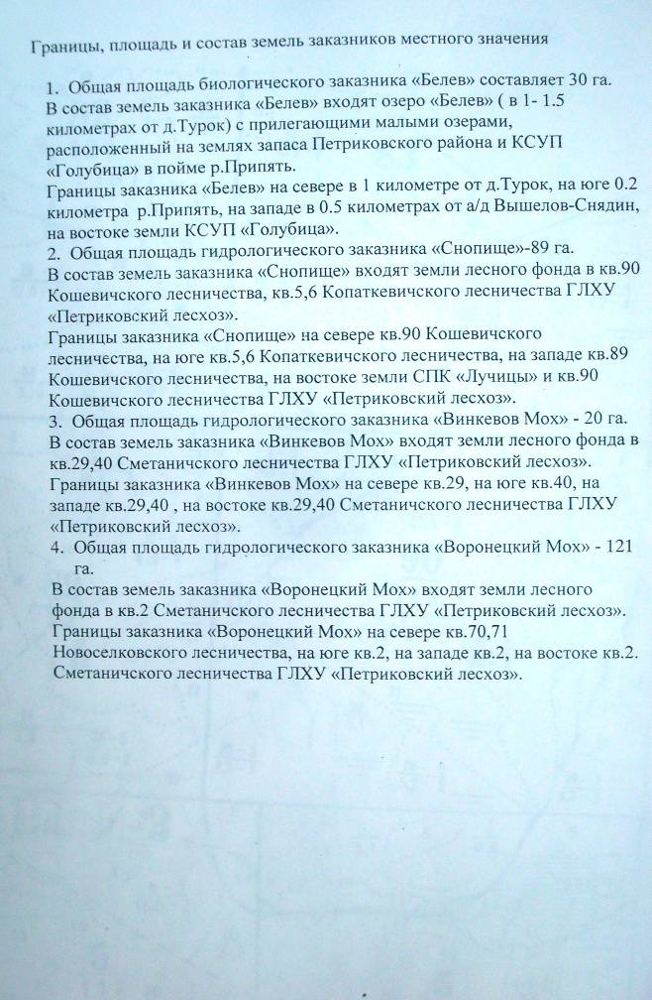 Границы, площадь и состав земель заказников местного значения
1. Общая площадь биологического заказника «Белев» составляет 30 га.
В состав земель заказника «Белев» входят озеро «Белев» ( в 1- 1.5
километрах от д.Турок) с прилегающими малыми озерами,
расположенный на землях запаса Петриковского района и КСУП
«Голубица» в пойме р.Припять.
Границы заказника «Белев» на севере в 1 километре от д.Турок, на юге 0.2
километра р.Припять, на западе в 0.5 километрах от а/д Вышелов-Снядин,
на востоке земли КСУП «Голубица».
2. Общая площадь гидрологического заказника «Снопище»-89 га.
В состав земель заказника «Снопище» входят земли лесного фонда в кв.90
Кошевичского лесничества, кв.5,6 Копаткевичского лесничества ГЛХУ
«Петриковский лесхоз».
Границы заказника «Снопище» на севере кв.90 Кошевичского
лесничества, на юге кв.5,6 Копаткевичского лесничества, на западе кв.89
Кошевичского лесничества, на востоке земли СПК «Лучицы» и кв.90
Кошевичского лесничества ГЛХУ «Петриковский лесхоз».
3. Общая площадь гидрологического заказника «Винкевов Мох» - 20 га.
В состав земель заказника «Винкевов Мох» входят земли лесного фонда в
кв.29,40 Сметаничского лесничества ГЛХУ «Петриковский лесхоз».
Границы заказника «Винкевов Мох» на севере кв.29, на юге кв.40, на
западе кв.29,40 , на востоке кв.29,40 Сметаничского лесничества ГЛХУ
«Петриковский лесхоз».
4. Общая площадь гидрологического заказника «Воронецкий Мох» - 121
га.
В состав земель заказника «Воронецкий Мох» входят земли лесного
фонда в кв.2 Сметаничского лесничества ГЛХУ «Петриковский лесхоз».
Границы заказника «Воронецкий Мох» на севере кв.70,71
Новоселковского лесничества, на юге кв.2, на западе кв.2, на востоке кв.2.
Сметаничского лесничества ГЛХУ «Петриковский лесхоз».